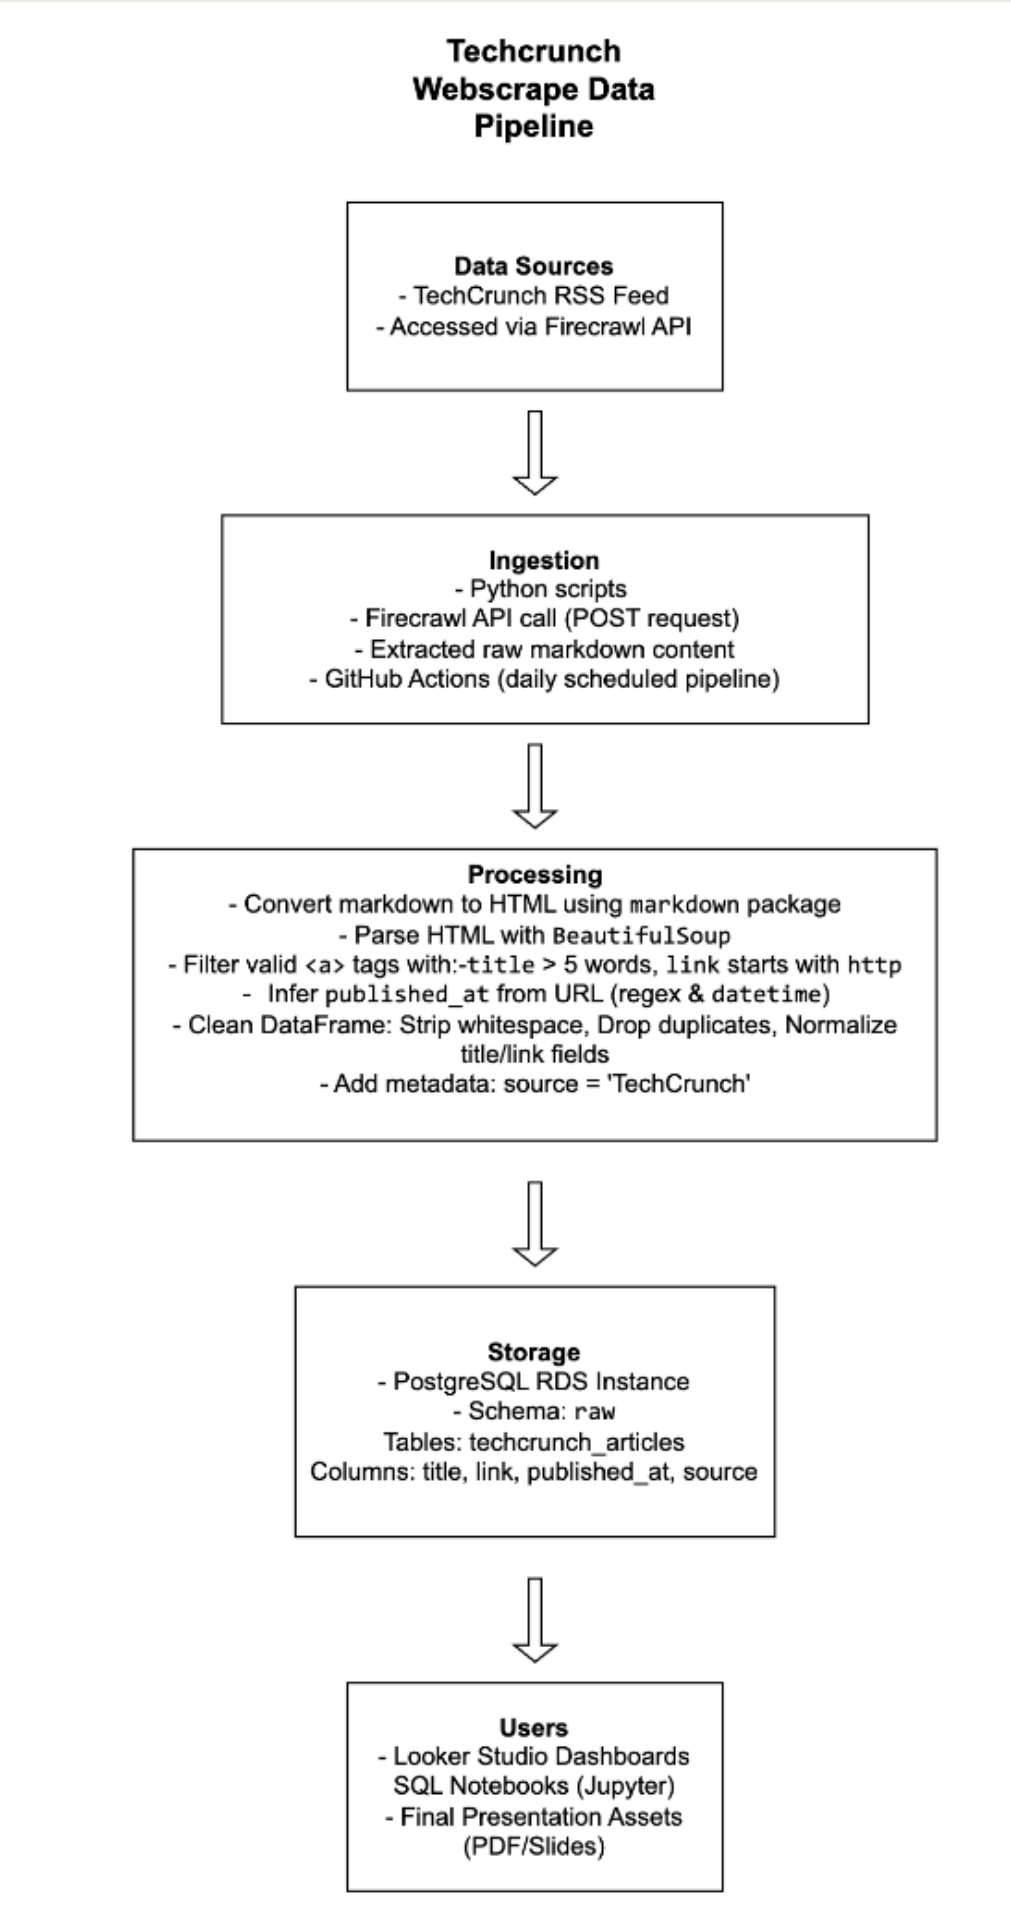 Techcrunch
Webscrape Data
Pipeline
Data Sources
- TechCrunch RSS Feed
- Accessed via Firecrawl API
Ingestion
- Python scripts
- Firecrawl API call (POST request)
- Extracted raw markdown content
- GitHub Actions (daily scheduled pipeline)
Processing
- Convert markdown to HTML using markdown package
- Parse HTML with BeautifulSoup
- Filter valid <a> tags with:-title > 5 words, link starts with http
- Infer published_at from URL (regex & datetime)
- Clean DataFrame: Strip whitespace, Drop duplicates, Normalize
title/link fields
- Add metadata: source = 'TechCrunch'
Storage
- PostgreSQL RDS Instance
- Schema: raw
Tables: techcrunch_articles
Columns: title, link, published_at, source
Users
- Looker Studio Dashboards
SQL Notebooks (Jupyter)
- Final Presentation Assets
(PDF/Slides)